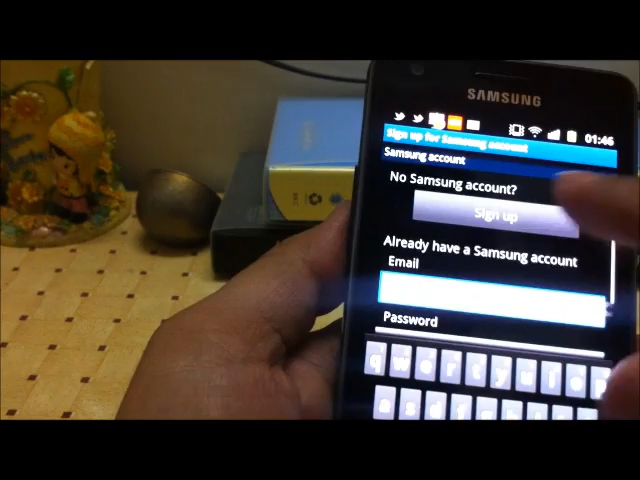 SAMSUNG
01:46
Sign up for Samsung account
Samsung account
No Samsung account?
Sign up
Already have a Samsung account
Email
Password
q w e r t y u i o p
a s d f g h